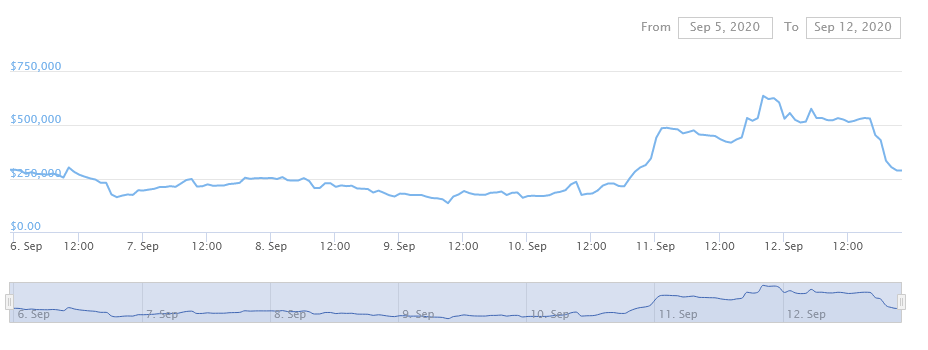 From Sep 5, 2020 To Sep 12, 2020
$750,000
$500,000
$250,000
$0.00
6. Sep 12:00 7. Sep 12:00 8. Sep 12:00 9. Sep 12:00 10. Sep 12:00 11. Sep 12:00 12. Sep 12:00
6. Sep 7. Sep 8. Sep 9. Sep 10. Sep 11. Sep 12. Sep